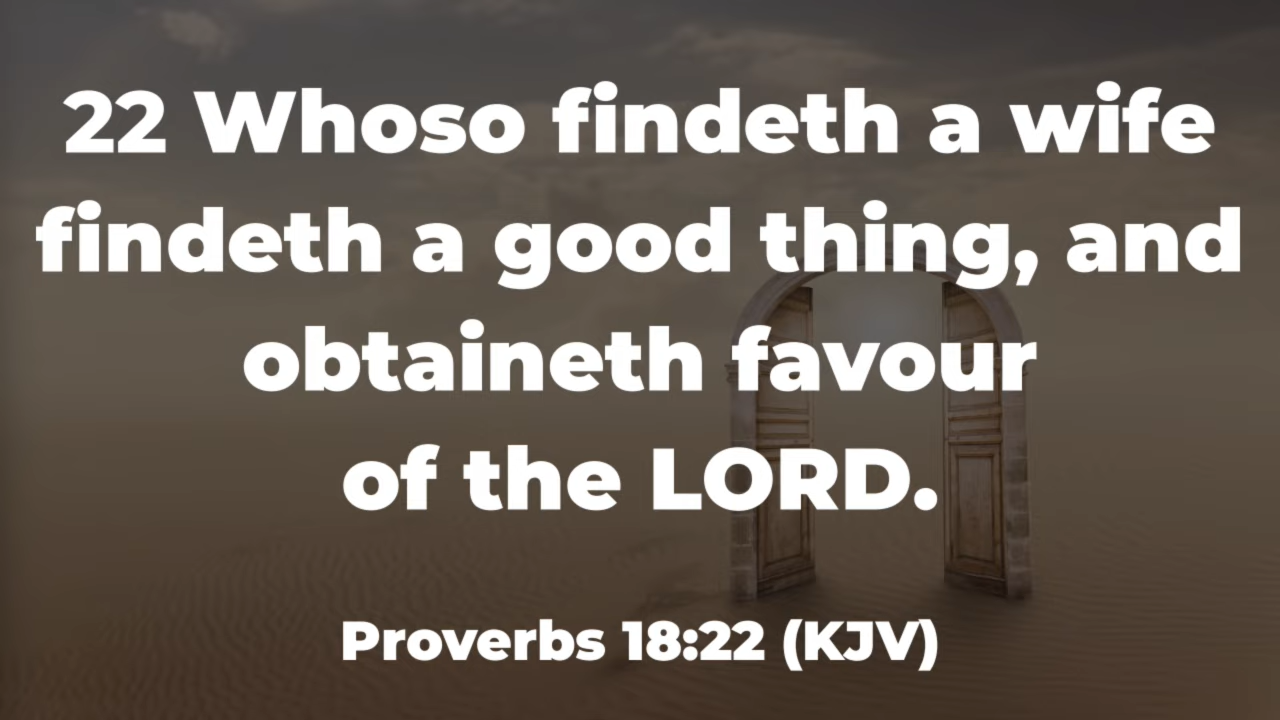 22 Whoso findeth a wife
findeth a good thing, and
obtaineth favour
of the LORD.
Proverbs 18:22 (KJV)